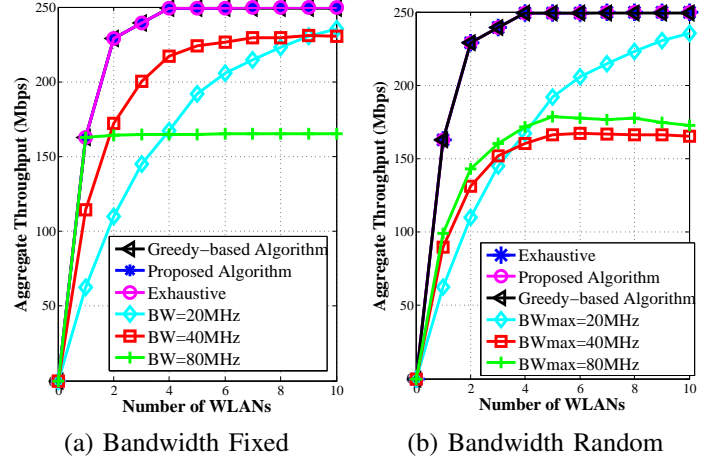 250
200
150
100
50
0
2
4
6
8
10
Aggregate Throughput (Mbps)
Number of WLANs
Greedy−based Algorithm
Proposed Algorithm
Exhaustive
BW=20MHz
BW=40MHz
BW=80MHz
(a) Bandwidth Fixed
250
200
150
100
50
0
2
4
6
8
10
Aggregate Throughput (Mbps)
Number of WLANs
Exhaustive
Proposed Algorithm
Greedy−based Algorithm
BWmax=20MHz
BWmax=40MHz
BWmax=80MHz
(b) Bandwidth Random